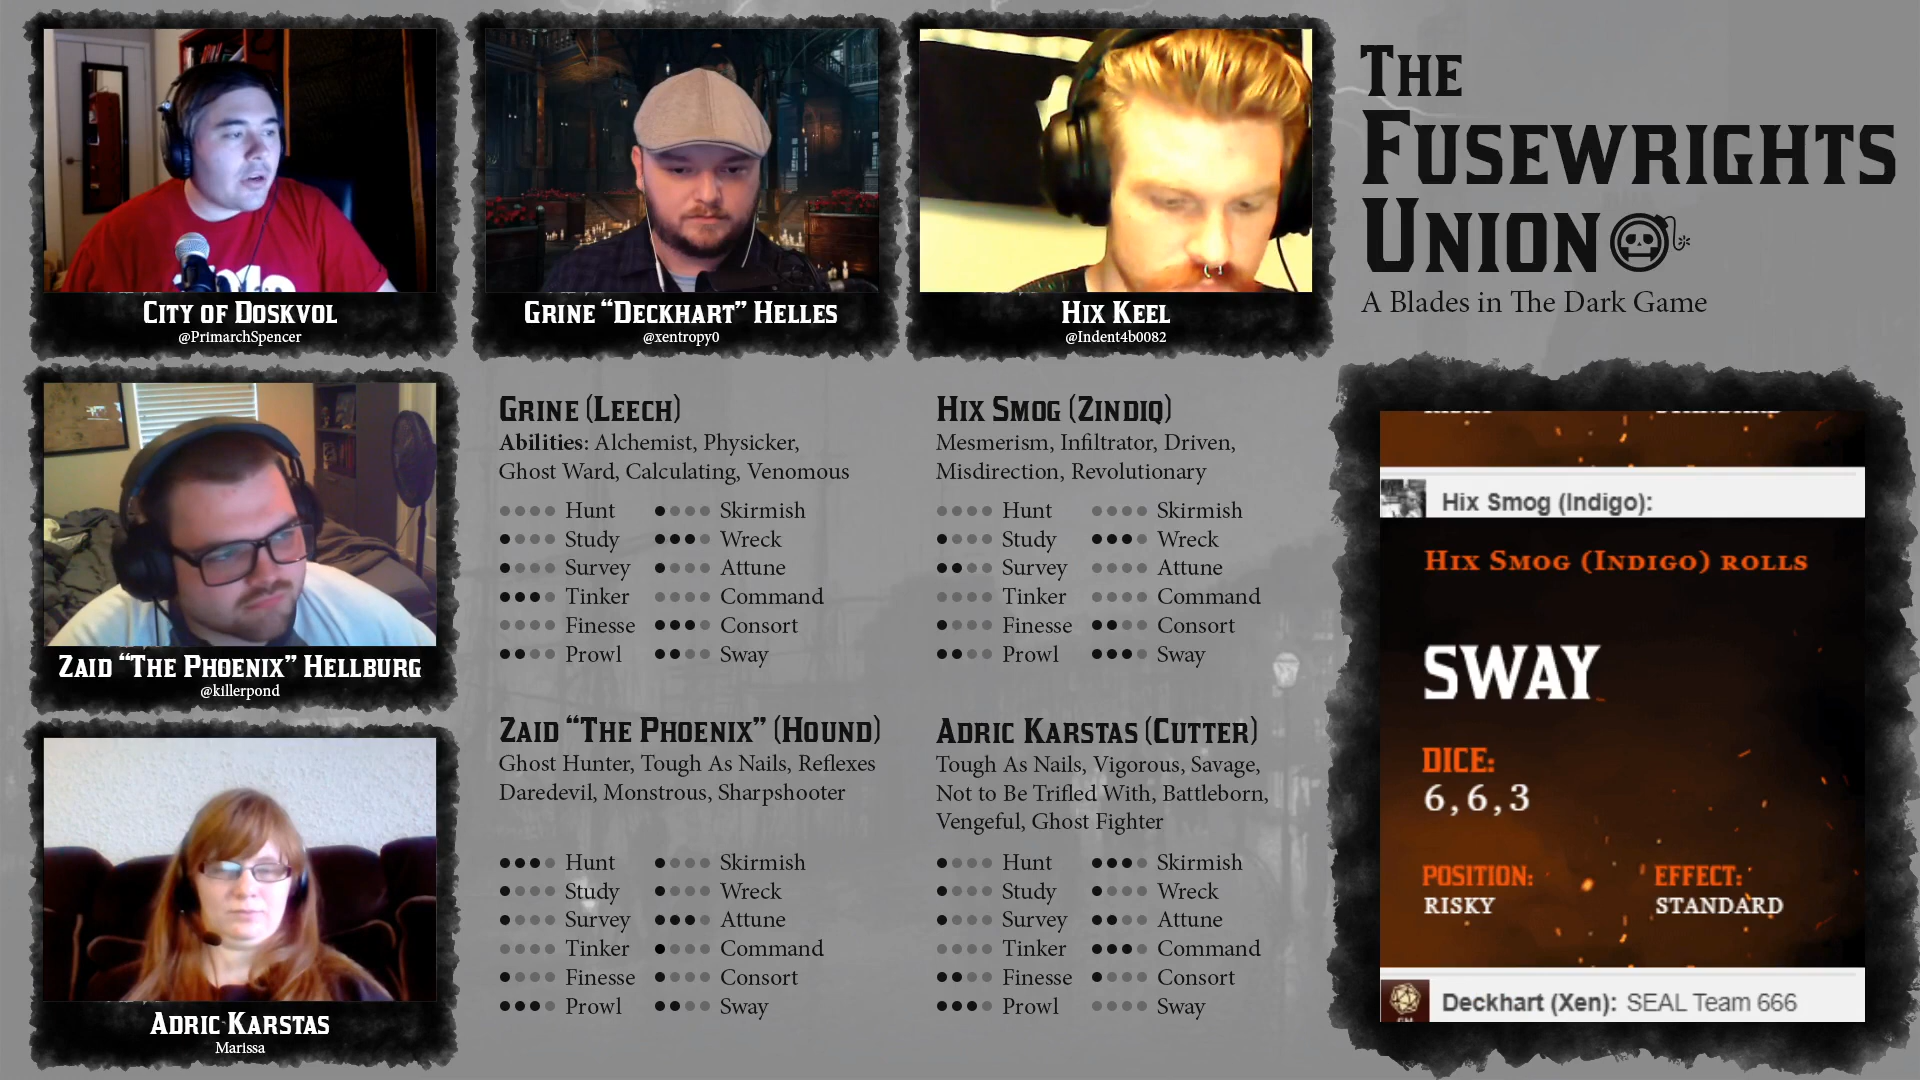 City of Doskvol
@PrimarchSpencer
Grine “Deckhart” Helles
@xentropy0
Hix Keel
@Indent4b0082
The
Fusewrights
Union
A Blades in The Dark Game
Zaid “The Phoenix” Hellburg
@killerpond
Adric Karstas
Marissa
Grine (Leech)
Abilities: Alchemist, Physicker,
Ghost Ward, Calculating, Venomous
Hunt Skirmish
Study Wreck
Survey Attune
Tinker Command
Finesse Consort
Prowl Sway
Hix Smog (Zindiq)
Mesmerism, Infiltrator, Driven,
Misdirection, Revolutionary
Hunt Skirmish
Study Wreck
Survey Attune
Tinker Command
Finesse Consort
Prowl Sway
Zaid “The Phoenix” (Hound)
Ghost Hunter, Tough As Nails, Reflexes
Daredevil, Monstrous, Sharpshooter
Hunt Skirmish
Study Wreck
Survey Attune
Tinker Command
Finesse Consort
Prowl Sway
Adric Karstas (Cutter)
Tough As Nails, Vigorous, Savage,
Not to Be Trifled With, Battleborn,
Vengeful, Ghost Fighter
Hunt Skirmish
Study Wreck
Survey Attune
Tinker Command
Finesse Consort
Prowl Sway
Hix Smog (Indigo):
Hix Smog (Indigo) rolls
SWAY
DICE:
6, 6, 3
POSITION: EFFECT:
RISKY STANDARD
Deckhart (Xen): SEAL Team 666